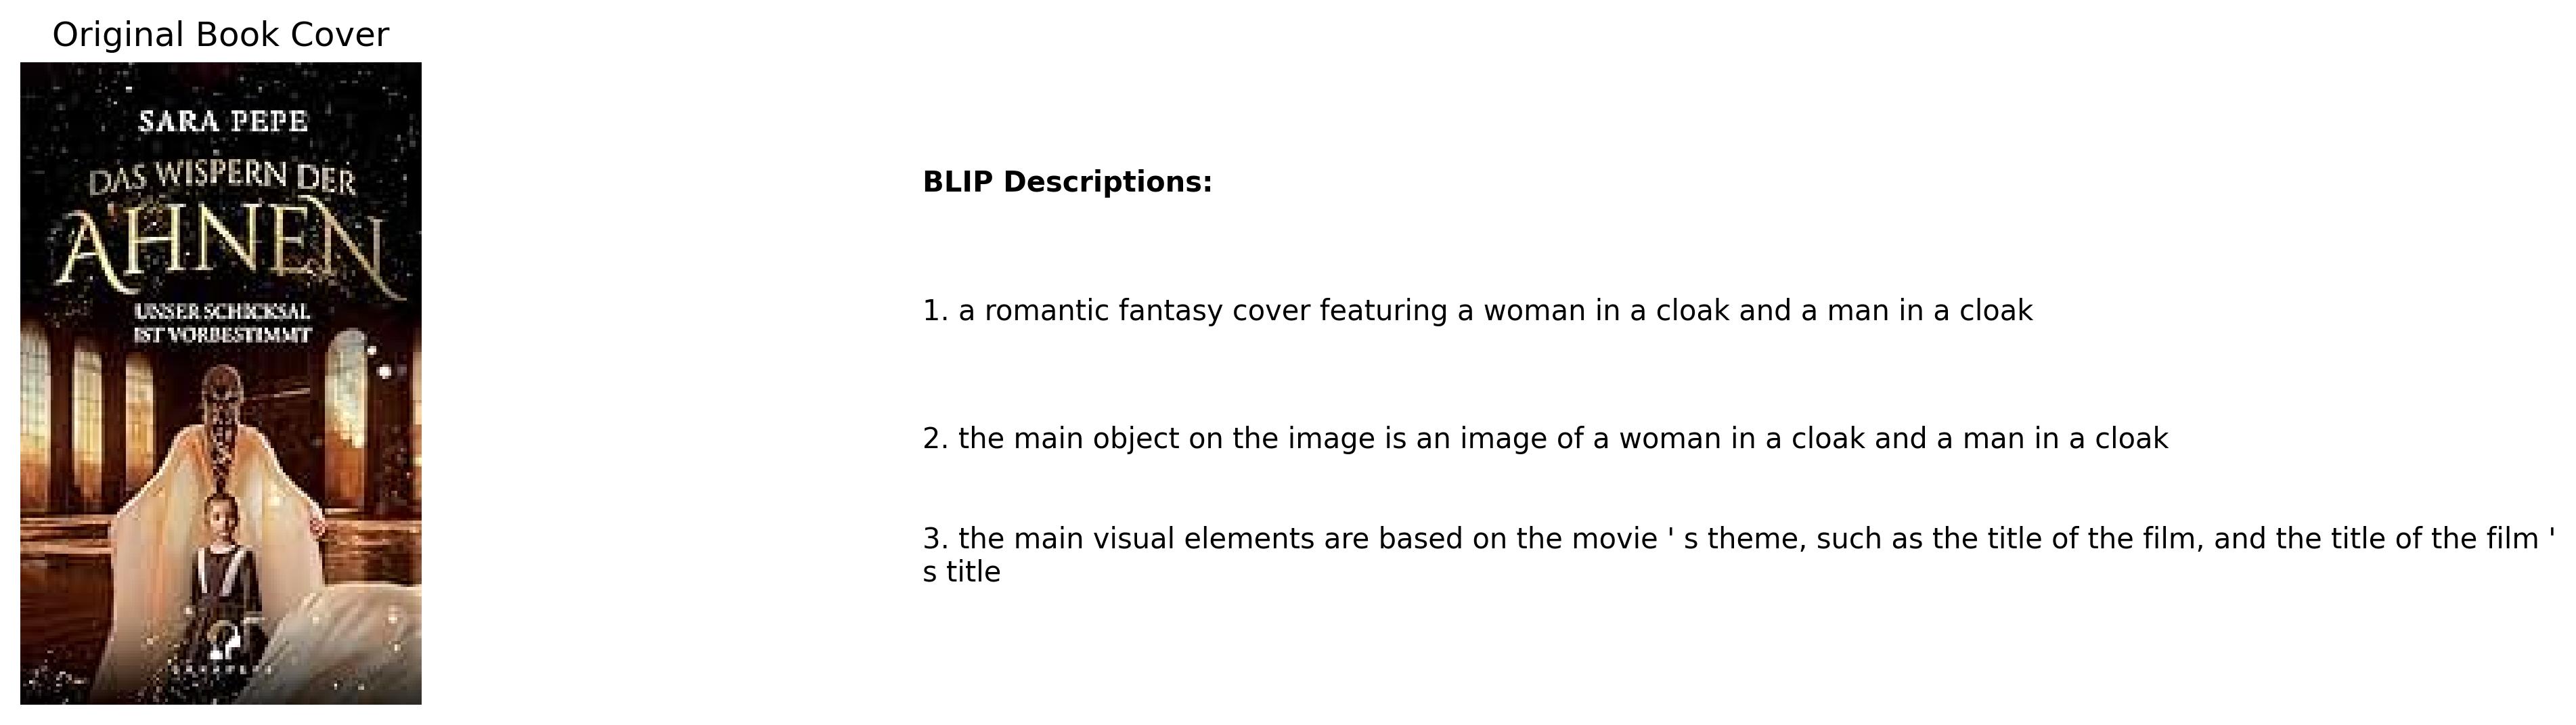 Original Book Cover
SARA PEPE
DAS WISPERN DER
AHNEN
UNSER SCHICKSAL
IST VORBESTIMMT
BLIP Descriptions:
1. a romantic fantasy cover featuring a woman in a cloak and a man in a cloak
2. the main object on the image is an image of a woman in a cloak and a man in a cloak
3. the main visual elements are based on the movie ' s theme, such as the title of the film, and the title of the film '
s title